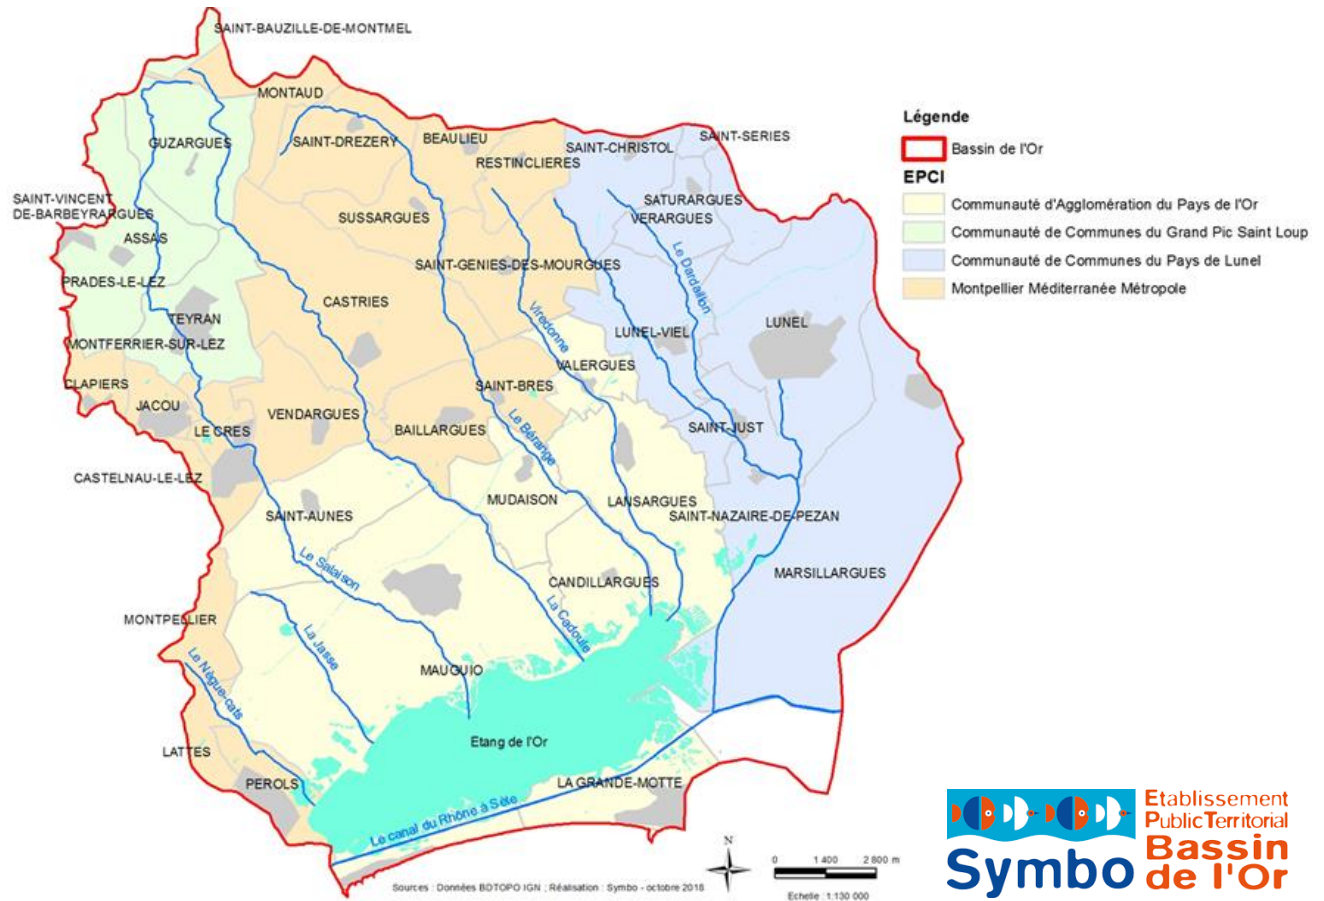 SAINT-BAUZILLE-DE-MONTMEL
MONTAUD
GUZARGUES
SAINT-DREZERY
BEAULIEU
RESTINCLIERES
SAINT-CHRISTOL
SAINT-SERIES
SAINT-VINCENT
DE-BARBEYRARGUES
ASSAS
SUSSARGUES
SATURARGUES
VERARGUES
PRADES-LE-LEZ
SAINT-GENIES-DES-MOURGUES
Le Dardaillon
CASTRIES
TEYRAN
Viredonne
LUNEL-VIEL
LUNEL
MONTFERRIER-SUR-LEZ
VALERGUES
CLAPIERS
SAINT-BRES
JACOU
VENDARGUES
LE CRES
BAILLARGUES
Le Bérange
SAINT-JUST
CASTELNAU-LE-LEZ
MUDAISON
LANSARGUES
SAINT-AUNES
SAINT-NAZAIRE-DE-PEZAN
Le Salaison
CANDILLARGUES
MARSILLARGUES
MONTPELLIER
La Jasse
La Cadoule
Le Nègue-cats
MAUGUIO
LATTES
Etang de l'Or
PEROLS
LA GRANDE-MOTTE
Le canal du Rhône à Sète
Légende
Bassin de l'Or
EPCI
Communauté d'Agglomération du Pays de l'Or
Communauté de Communes du Grand Pic Saint Loup
Communauté de Communes du Pays de Lunel
Montpellier Méditerranée Métropole
Sources : Données BDTOPO IGN ; Réalisation : Symbo - octobre 2018
N
0 1 400 2 800 m
Echelle : 1:130 000
Symbo
Etablissement
Public Territorial
Bassin
de l'Or